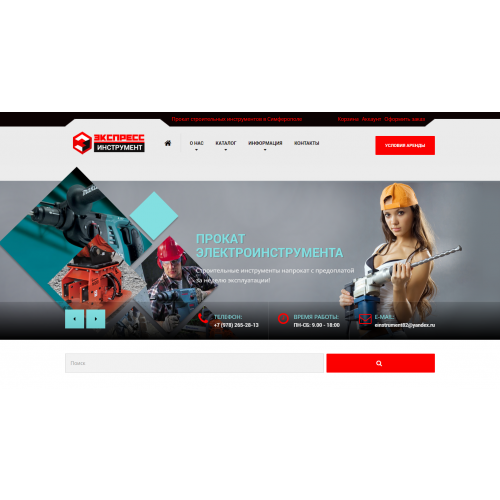 Прокат строительных инструментов в Симферополе
Корзина Аккаунт Оформить заказ
ЭКСПРЕСС
ИНСТРУМЕНТ
О НАС
КАТАЛОГ
ИНФОРМАЦИЯ
КОНТАКТЫ
УСЛОВИЯ АРЕНДЫ
ПРОКАТ
ЭЛЕКТРОИНСТРУМЕНТА
Строительные инструменты напрокат с предоплатой
за неделю эксплуатации!
ТЕЛЕФОН:
+7 (978) 265-28-13
ВРЕМЯ РАБОТЫ:
ПН-СБ: 9.00 - 18:00
E-MAIL:
einstrument82@yandex.ru
Поиск